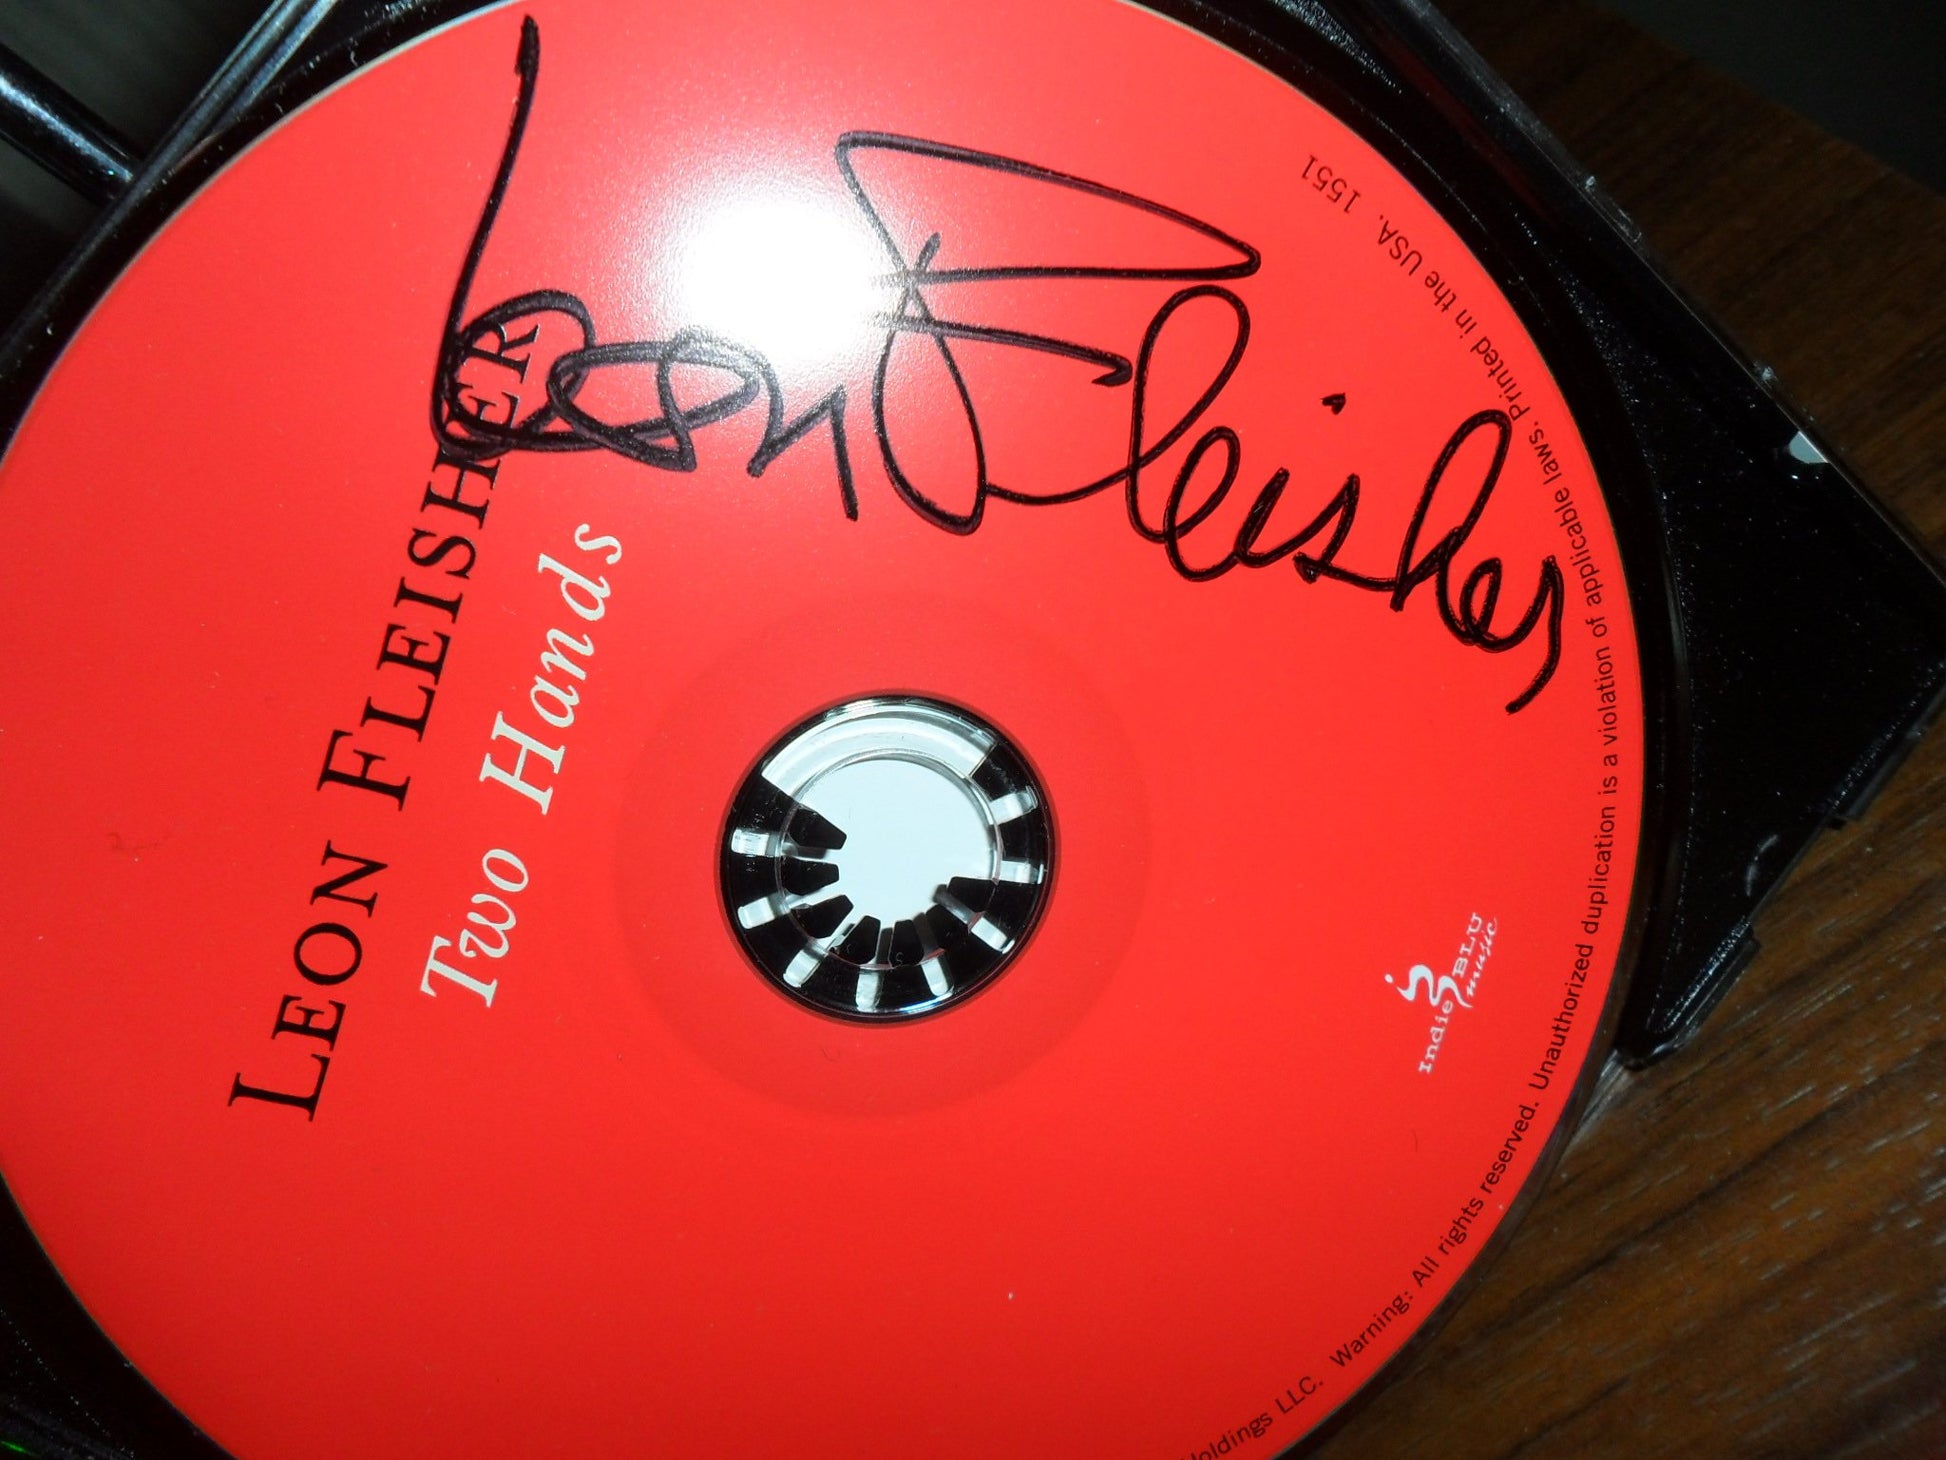 LEON FLEISHER
Two Hands
Leon Fleisher
indie BLU
music
Holdings LLC. Warning: All rights reserved. Unauthorized duplication is a violation of applicable laws. Printed in the USA. 1551